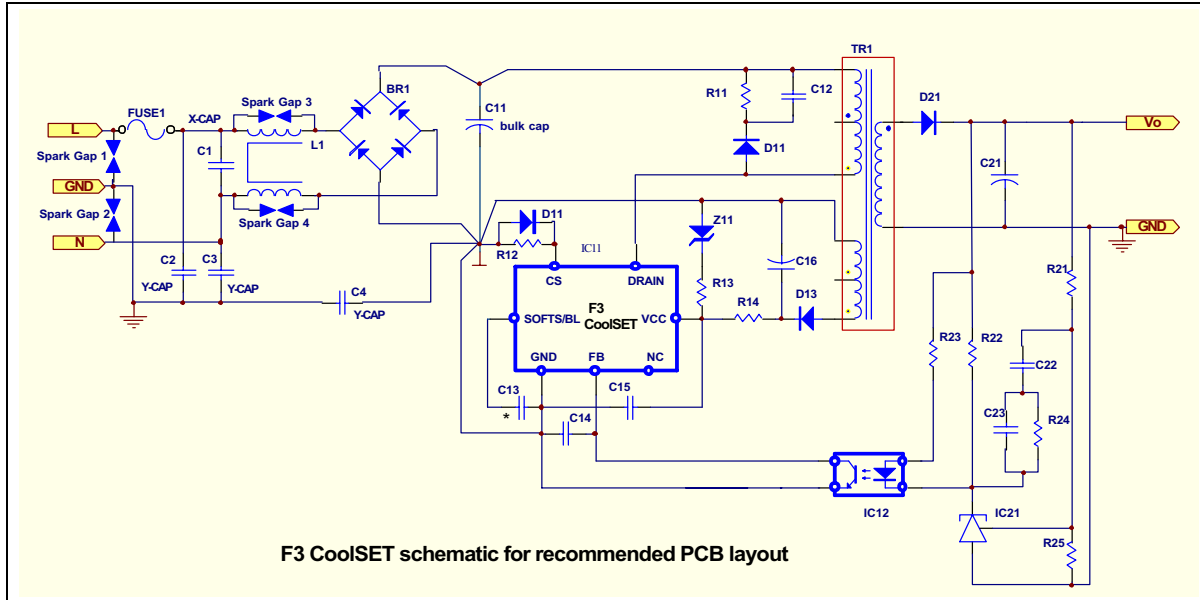 TR1
BR1
R11
C12
Spark Gap 3
FUSE1
X-CAP
C11
bulk cap
D21
L
Vo
L1
Spark Gap 1
C1
D11
C21
GND
Spark Gap 2
Spark Gap 4
N
D11
Z11
GND
R12
IC11
C2
C3
CS
DRAIN
C16
R21
Y-CAP
Y-CAP
C4
Y-CAP
R13
R14
D13
F3
CoolSET
SOFTS/BL
VCC
R23
R22
GND
FB
NC
C22
C13
C15
*
C14
C23
R24
IC12
IC21
R25
F3 CoolSET schematic for recommended PCB layout